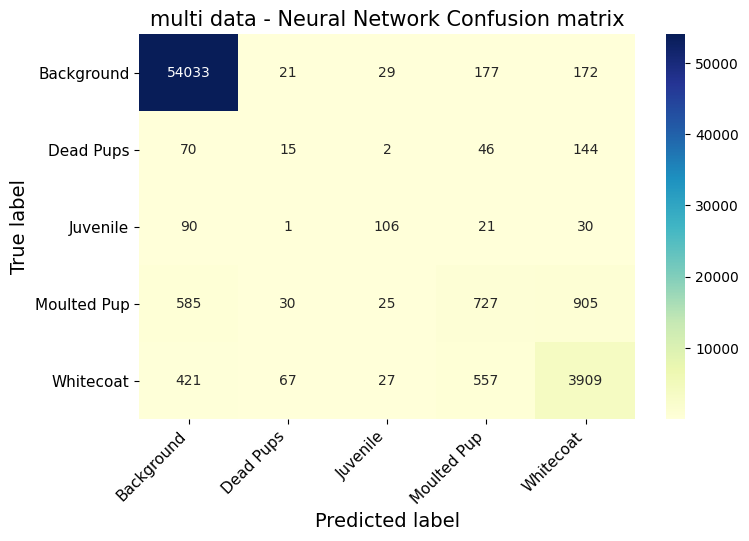 multi data - Neural Network Confusion matrix
True label
Background 54033 21 29 177 172
Dead Pups 70 15 2 46 144
Juvenile 90 1 106 21 30
Moulted Pup 585 30 25 727 905
Whitecoat 421 67 27 557 3909
Background Dead Pups Juvenile Moulted Pup Whitecoat
Predicted label
50000
40000
30000
20000
10000